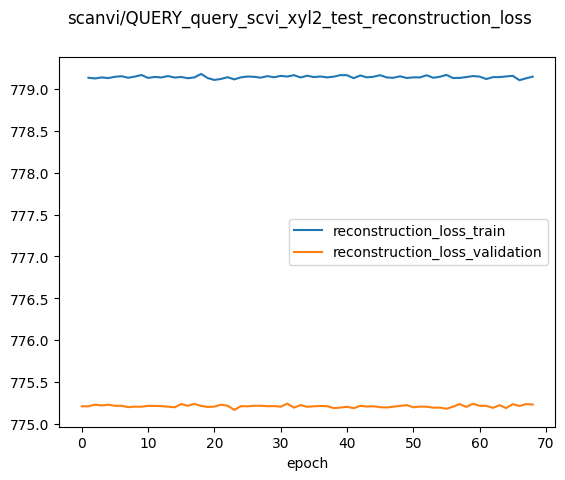 scanvi/QUERY_query_scvi_xyl2_test_reconstruction_loss
779.0
778.5
778.0
777.5
777.0
776.5
776.0
775.5
775.0
reconstruction_loss_train
reconstruction_loss_validation
0 10 20 30 40 50 60 70
epoch